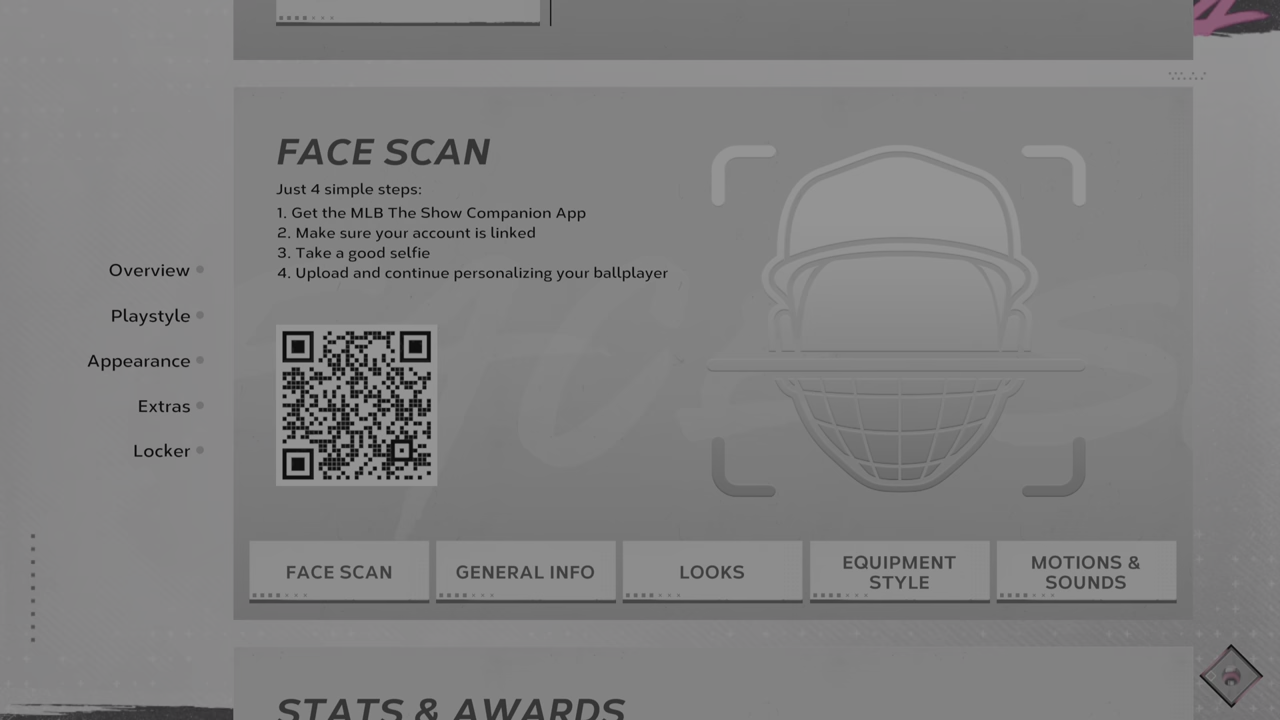 FACE SCAN
Just 4 simple steps:
1. Get the MLB The Show Companion App
2. Make sure your account is linked
3. Take a good selfie
4. Upload and continue personalizing your ballplayer
Overview
Playstyle
Appearance
Extras
Locker
FACE SCAN
GENERAL INFO
LOOKS
EQUIPMENT
STYLE
MOTIONS &
SOUNDS
STATS & AWARDS